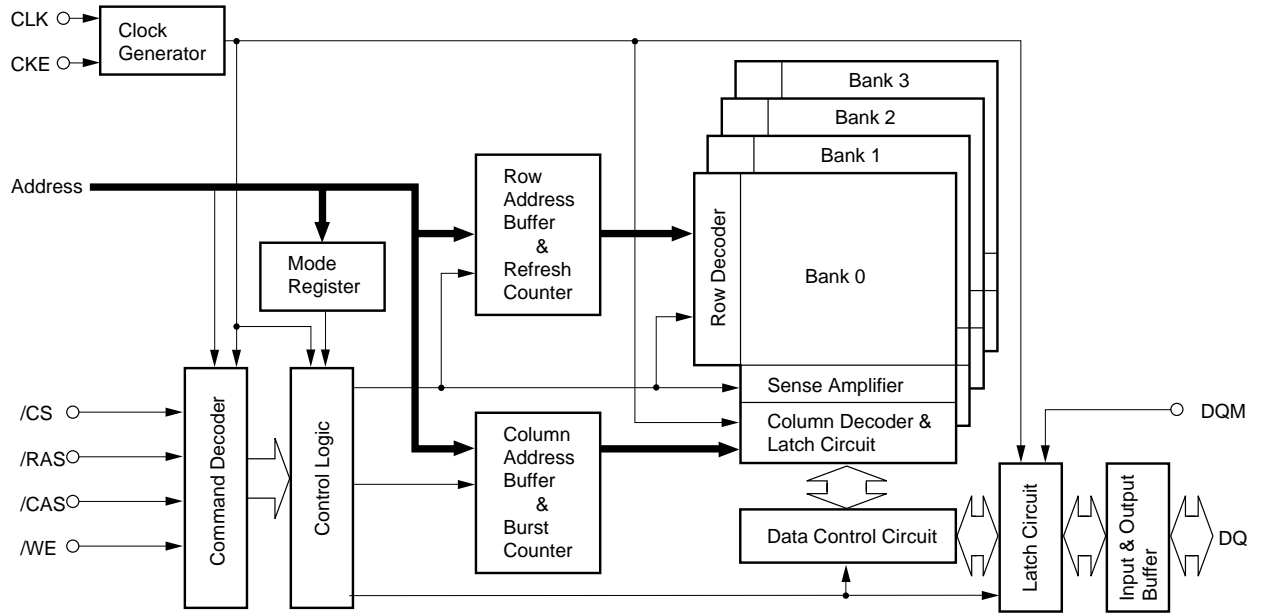 CLK
CKE
Clock
Generator
Bank 3
Bank 2
Bank 1
Address
Row
Address
Buffer
&
Refresh
Counter
Row Decoder
Bank 0
Mode
Register
Sense Amplifier
Column Decoder &
Latch Circuit
/CS
/RAS
/CAS
/WE
Command Decoder
Control Logic
Column
Address
Buffer
&
Burst
Counter
DQM
Data Control Circuit
Latch Circuit
Input & Output
Buffer
DQ